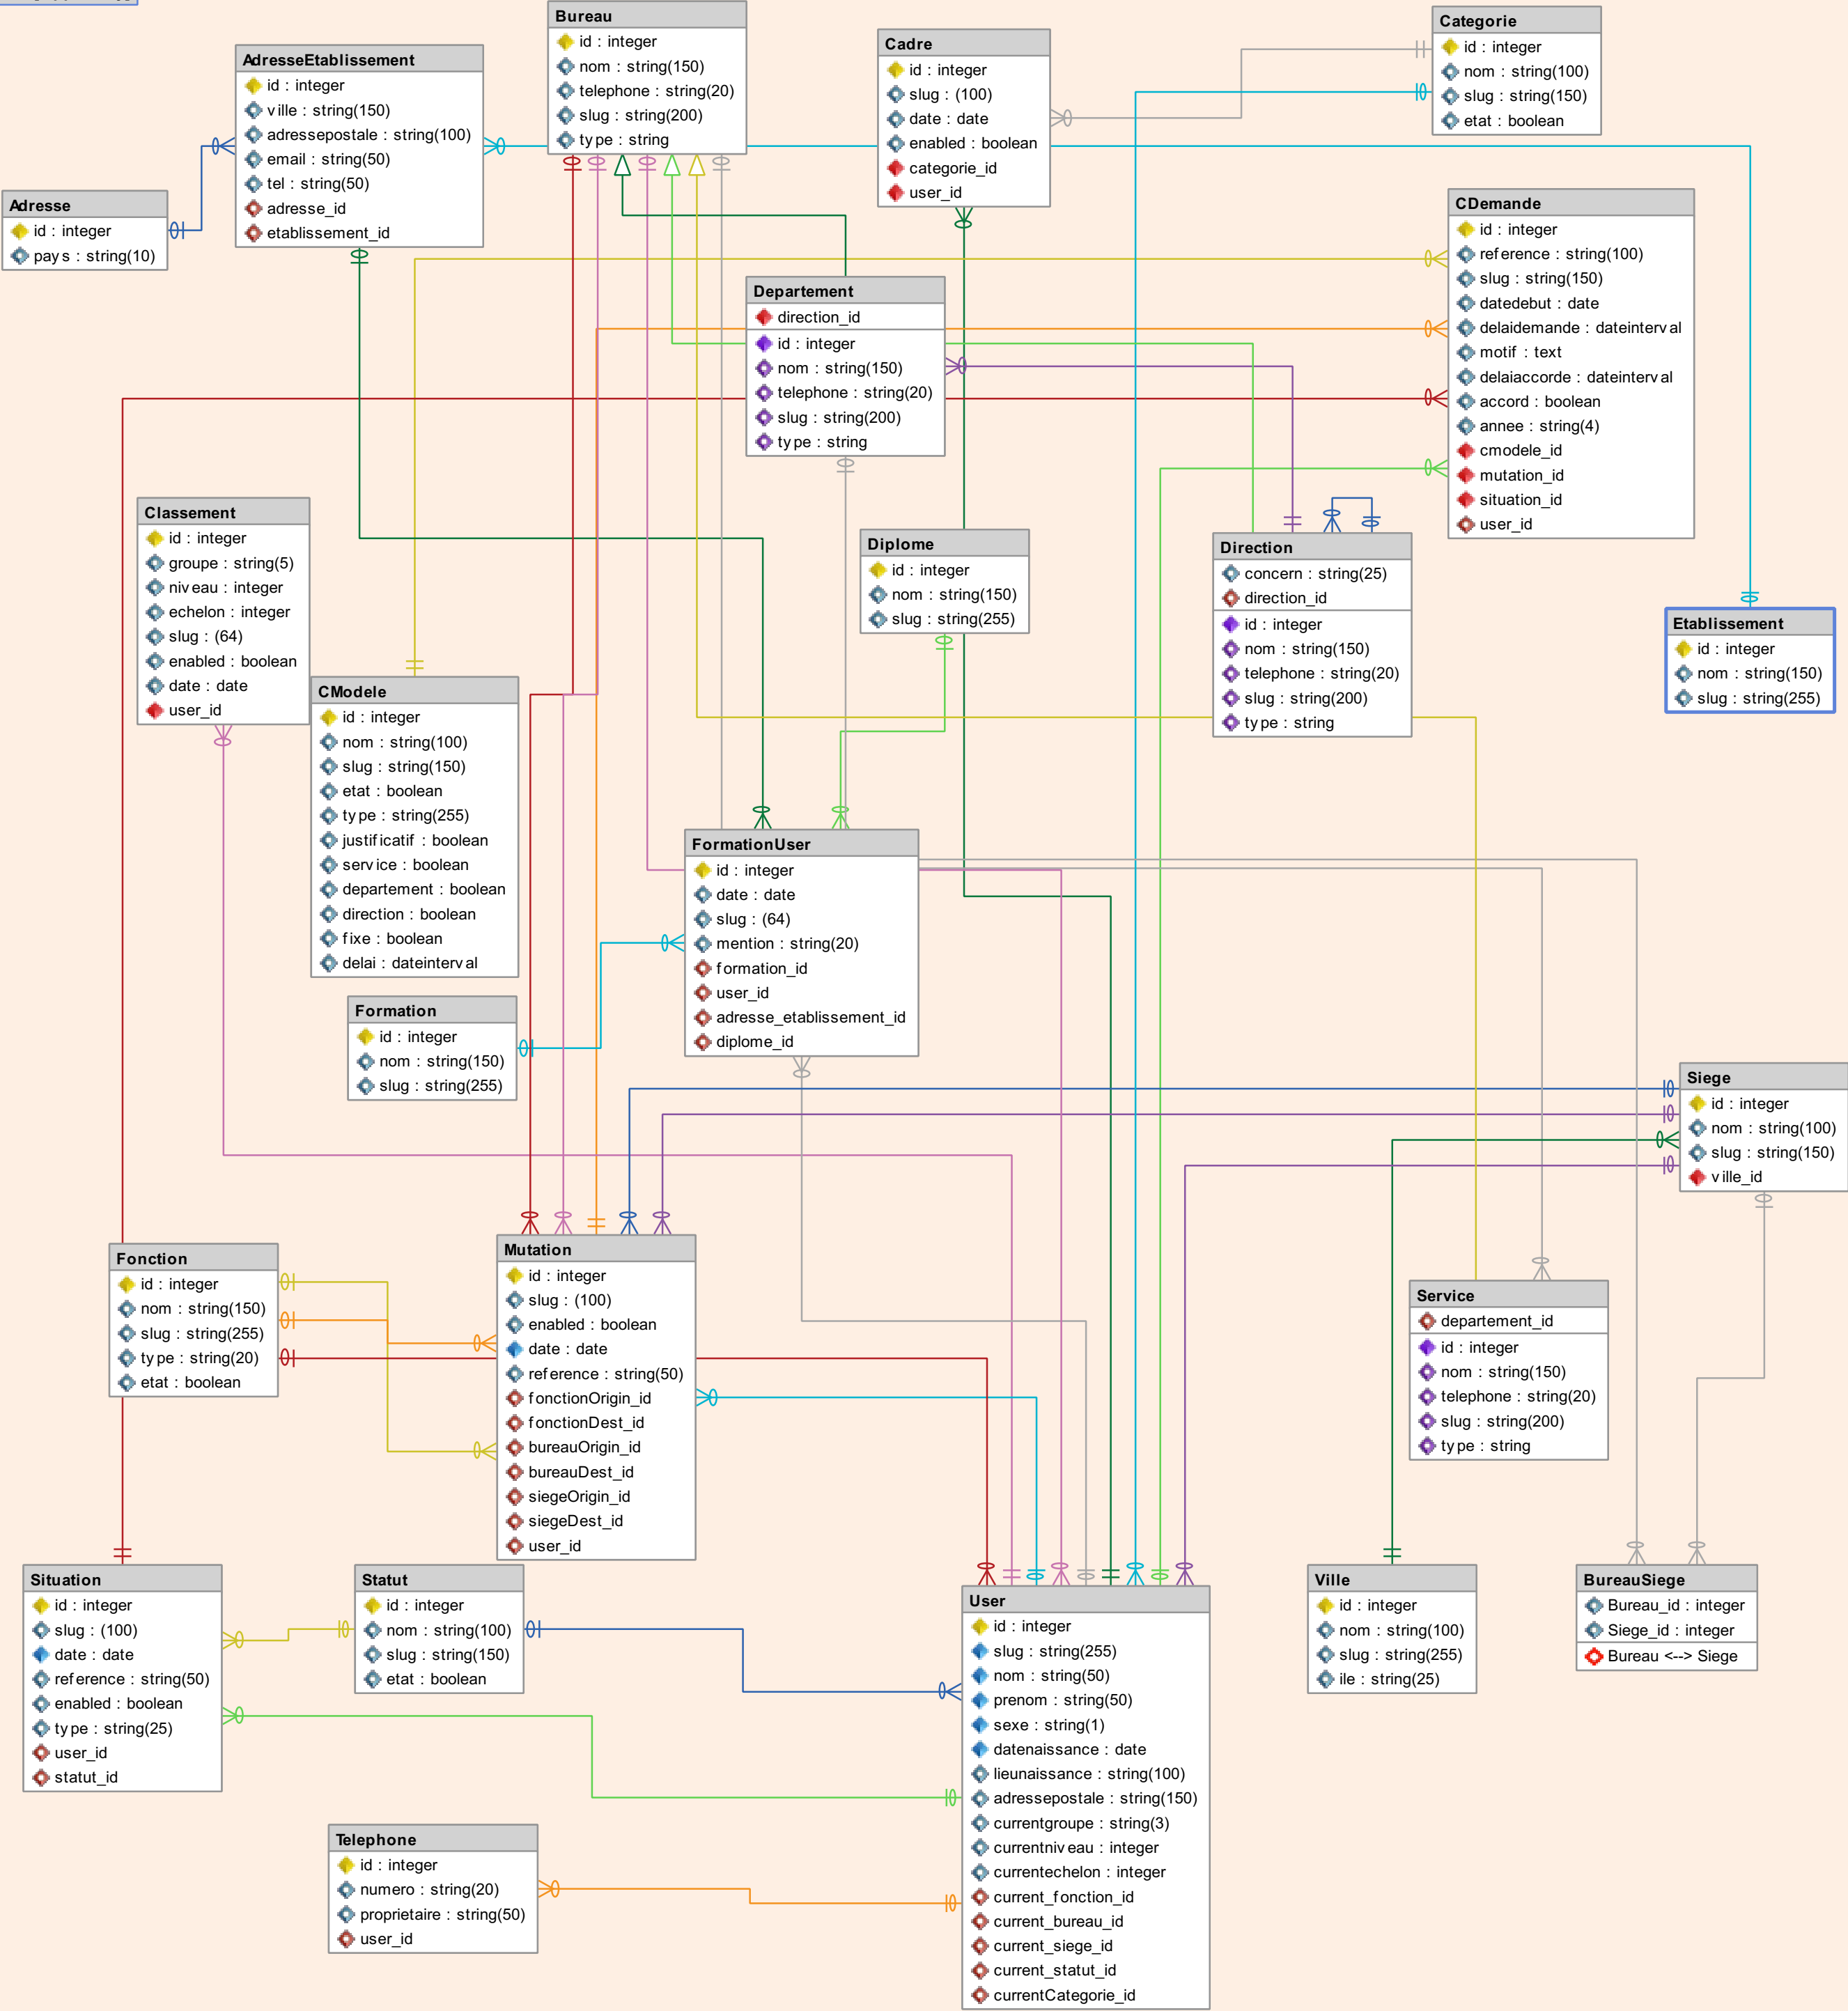 Bureau
id : integer
nom : string(150)
telephone : string(20)
slug : string(200)
type : string
Categorie
id : integer
nom : string(100)
slug : string(150)
etat : boolean
Cadre
id : integer
slug : (100)
date : date
enabled : boolean
categorie_id
user_id
AdresseEtablissement
id : integer
ville : string(150)
adressepostale : string(100)
email : string(50)
tel : string(50)
adresse_id
etablissement_id
Adresse
id : integer
pays : string(10)
CDemande
id : integer
reference : string(100)
slug : string(150)
datedebut : date
delaidemande : dateinterval
motif : text
delaiaccorde : dateinterval
accord : boolean
annee : string(4)
cmodele_id
mutation_id
situation_id
user_id
Departement
direction_id
id : integer
nom : string(150)
telephone : string(20)
slug : string(200)
type : string
Classement
id : integer
groupe : string(5)
niveau : integer
echelon : integer
slug : (64)
enabled : boolean
date : date
user_id
Diplome
id : integer
nom : string(150)
slug : string(255)
Direction
concern : string(25)
direction_id
id : integer
nom : string(150)
telephone : string(20)
slug : string(200)
type : string
Etablissement
id : integer
nom : string(150)
slug : string(255)
CModele
id : integer
nom : string(100)
slug : string(150)
etat : boolean
type : string(255)
justificatif : boolean
service : boolean
departement : boolean
direction : boolean
fixe : boolean
delai : dateinterval
FormationUser
id : integer
date : date
slug : (64)
mention : string(20)
formation_id
user_id
adresse_etablissement_id
diplome_id
Formation
id : integer
nom : string(150)
slug : string(255)
Siege
id : integer
nom : string(100)
slug : string(150)
ville_id
Fonction
id : integer
nom : string(150)
slug : string(255)
type : string(20)
etat : boolean
Mutation
id : integer
slug : (100)
enabled : boolean
date : date
reference : string(50)
fonctionOrigin_id
fonctionDest_id
bureauOrigin_id
bureauDest_id
siegeOrigin_id
siegeDest_id
user_id
Service
departement_id
id : integer
nom : string(150)
telephone : string(20)
slug : string(200)
type : string
Situation
id : integer
slug : (100)
date : date
reference : string(50)
enabled : boolean
type : string(25)
user_id
statut_id
Statut
id : integer
nom : string(100)
slug : string(150)
etat : boolean
User
id : integer
slug : string(255)
nom : string(50)
prenom : string(50)
sexe : string(1)
datenaissance : date
lieunaissance : string(100)
adressepostale : string(150)
currentgroupe : string(3)
currentniveau : integer
currentechelon : integer
current_fonction_id
current_bureau_id
current_siege_id
current_statut_id
currentCategorie_id
Ville
id : integer
nom : string(100)
slug : string(255)
ile : string(25)
BureauSiege
Bureau_id : integer
Siege_id : integer
Bureau <--> Siege
Telephone
id : integer
numero : string(20)
proprietaire : string(50)
user_id